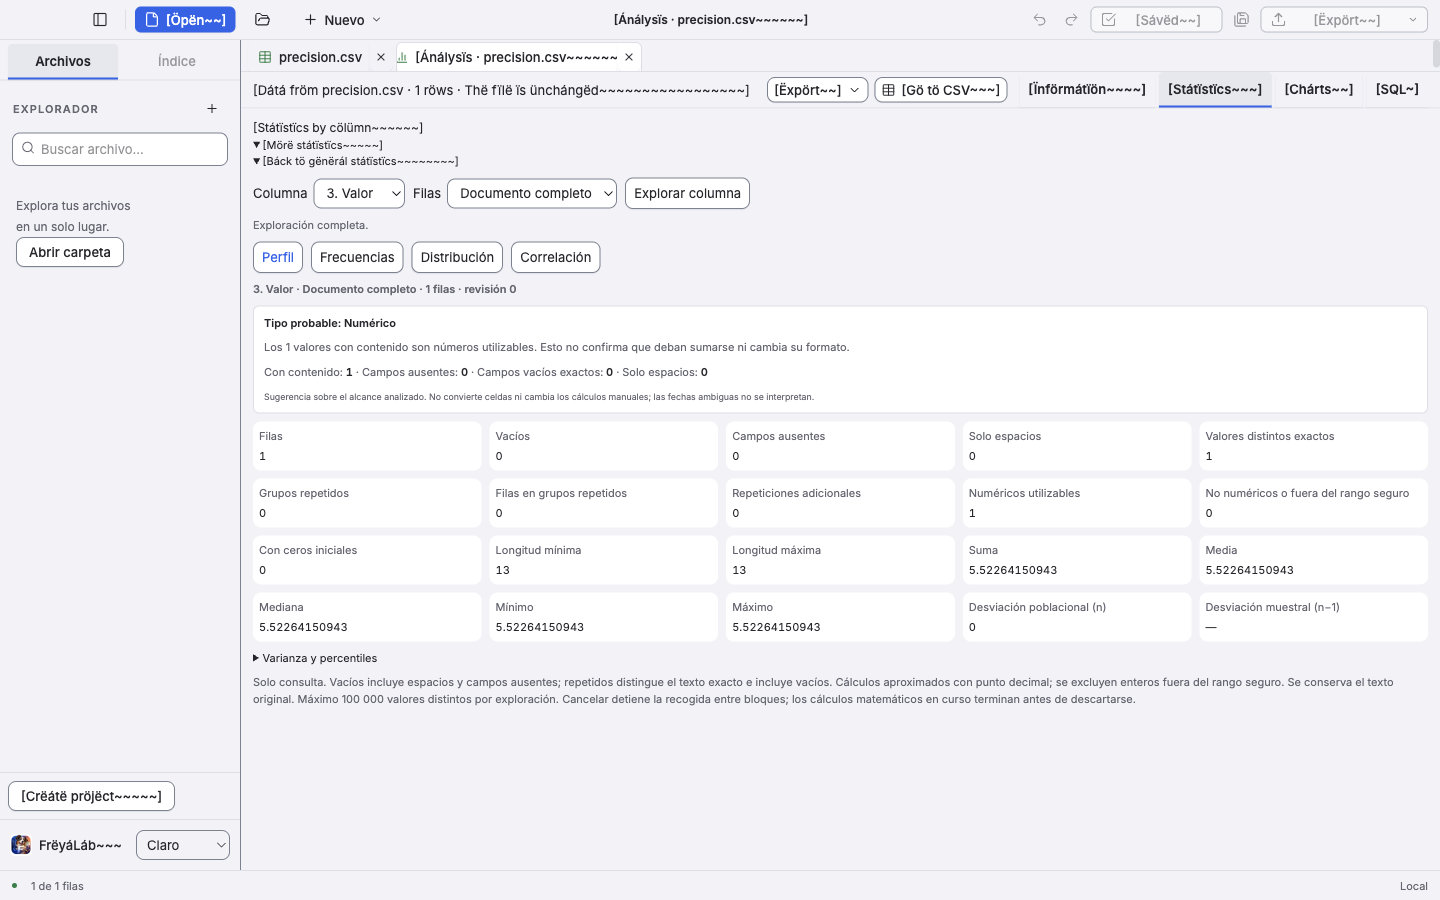 [Öpën~~]
Nuevo
[Ánálysïs · precision.csv~~~~~~]
[Sávëd~~]
[Ëxpört~~]
Archivos
Índice
precision.csv
[Ánálysïs · precision.csv~~~~~~
[Dátá fröm precision.csv · 1 röws · Thë fïlë ïs ünchángëd~~~~~~~~~~~~~~~~~]
[Ëxpört~~]
[Gö tö CSV~~~]
[Ïnförmátïön~~~~]
[Státïstïcs~~~]
[Chárts~~]
[SQL~]
EXPLORADOR
Buscar archivo...
Explora tus archivos
en un solo lugar.
Abrir carpeta
[Státïstïcs by cölümn~~~~~~]
[Mörë státïstïcs~~~~~]
[Báck tö gënërál státïstïcs~~~~~~~~]
Columna
3. Valor
Filas
Documento completo
Explorar columna
Exploración completa.
Perfil
Frecuencias
Distribución
Correlación
3. Valor · Documento completo · 1 filas · revisión 0
Tipo probable: Numérico
Los 1 valores con contenido son números utilizables. Esto no confirma que deban sumarse ni cambia su formato.
Con contenido: 1 · Campos ausentes: 0 · Campos vacíos exactos: 0 · Solo espacios: 0
Sugerencia sobre el alcance analizado. No convierte celdas ni cambia los cálculos manuales; las fechas ambiguas no se interpretan.
Filas
1
Vacíos
0
Campos ausentes
0
Solo espacios
0
Valores distintos exactos
1
Grupos repetidos
0
Filas en grupos repetidos
0
Repeticiones adicionales
0
Numéricos utilizables
1
No numéricos o fuera del rango seguro
0
Con ceros iniciales
0
Longitud mínima
13
Longitud máxima
13
Suma
5.52264150943
Media
5.52264150943
Mediana
5.52264150943
Mínimo
5.52264150943
Máximo
5.52264150943
Desviación poblacional (n)
0
Desviación muestral (n−1)
—
Varianza y percentiles
Solo consulta. Vacíos incluye espacios y campos ausentes; repetidos distingue el texto exacto e incluye vacíos. Cálculos aproximados con punto decimal; se excluyen enteros fuera del rango seguro. Se conserva el texto
original. Máximo 100 000 valores distintos por exploración. Cancelar detiene la recogida entre bloques; los cálculos matemáticos en curso terminan antes de descartarse.
[Crëátë pröjëct~~~~~]
FrëyáLáb~~~
Claro
1 de 1 filas
Local